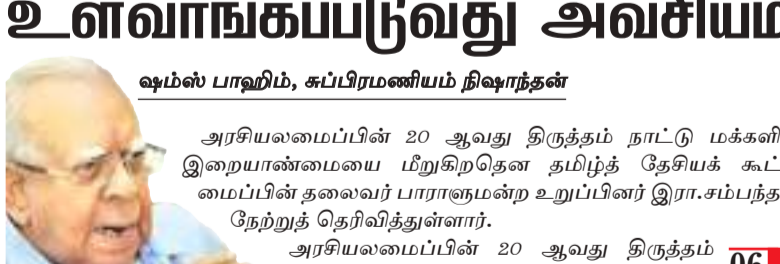 உள்வாங்கப்படுவது அவசியம்
ஷம்ஸ் பாஹிம், சுப்பிரமணியம் நிஷாந்தன்
அரசியலமைப்பின் 20 ஆவது திருத்தம் நாட்டு மக்களி
இறையாண்மையை மீறுகிறதென தமிழ்த் தேசியக் கூட்
மைப்பின் தலைவர் பாராளுமன்ற உறுப்பினர் இரா.சம்பந்த
நேற்றுத் தெரிவித்துள்ளார்.
அரசியலமைப்பின் 20 ஆவது திருத்தம்
06